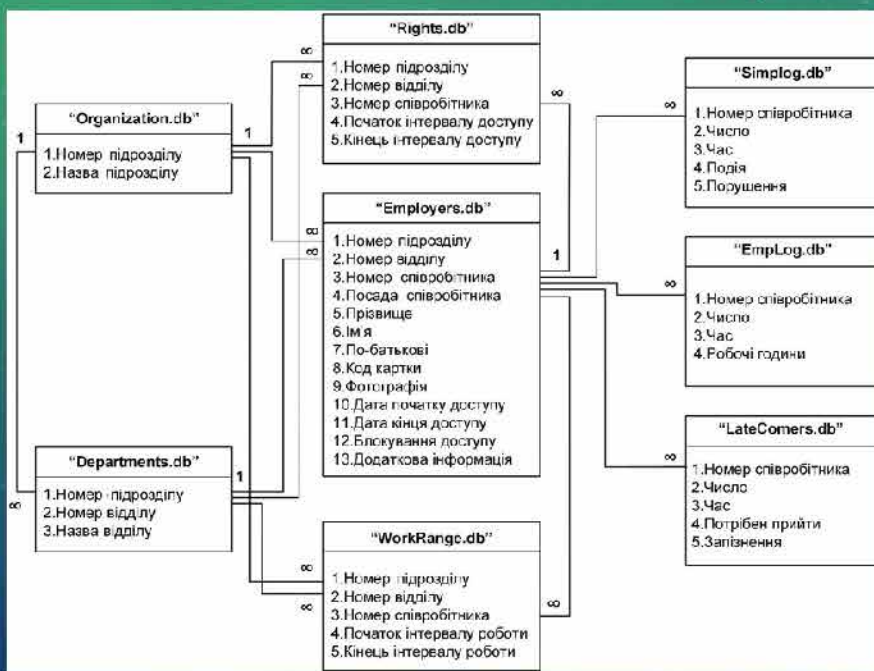 "Rights.db"
1.Номер підрозділу
2.Номер відділу
3.Номер співробітника
4.Початок інтервалу доступу
5.Кінець інтервалу доступу
"Organization.db"
1.Номер підрозділу
2.Назва підрозділу
"Employers.db"
1.Номер підрозділу
2.Номер відділу
3.Номер співробітника
4.Посада співробітника
5.Прізвище
6.Ім'я
7.По-батькові
8.Код картки
9.Фотографія
10.Дата початку доступу
11.Дата кінця доступу
12.Блокування доступу
13.Додаткова інформація
"Departments.db"
1.Номер підрозділу
2.Номер відділу
3.Назва відділу
"WorkRange.db"
1.Номер підрозділу
2.Номер відділу
3.Номер співробітника
4.Початок інтервалу роботи
5.Кінець інтервалу роботи
"Simplog.db"
1.Номер співробітника
2.Число
3.Час
4.Подія
5.Порушення
"EmpLog.db"
1.Номер співробітника
2.Число
3.Час
4.Робочі години
"LateComers.db"
1.Номер співробітника
2.Число
3.Час
4.Потрібен прийти
5.Запізнення
1
1
1
1
∞
∞
∞
∞
∞
∞
∞
∞
∞
∞
∞
∞